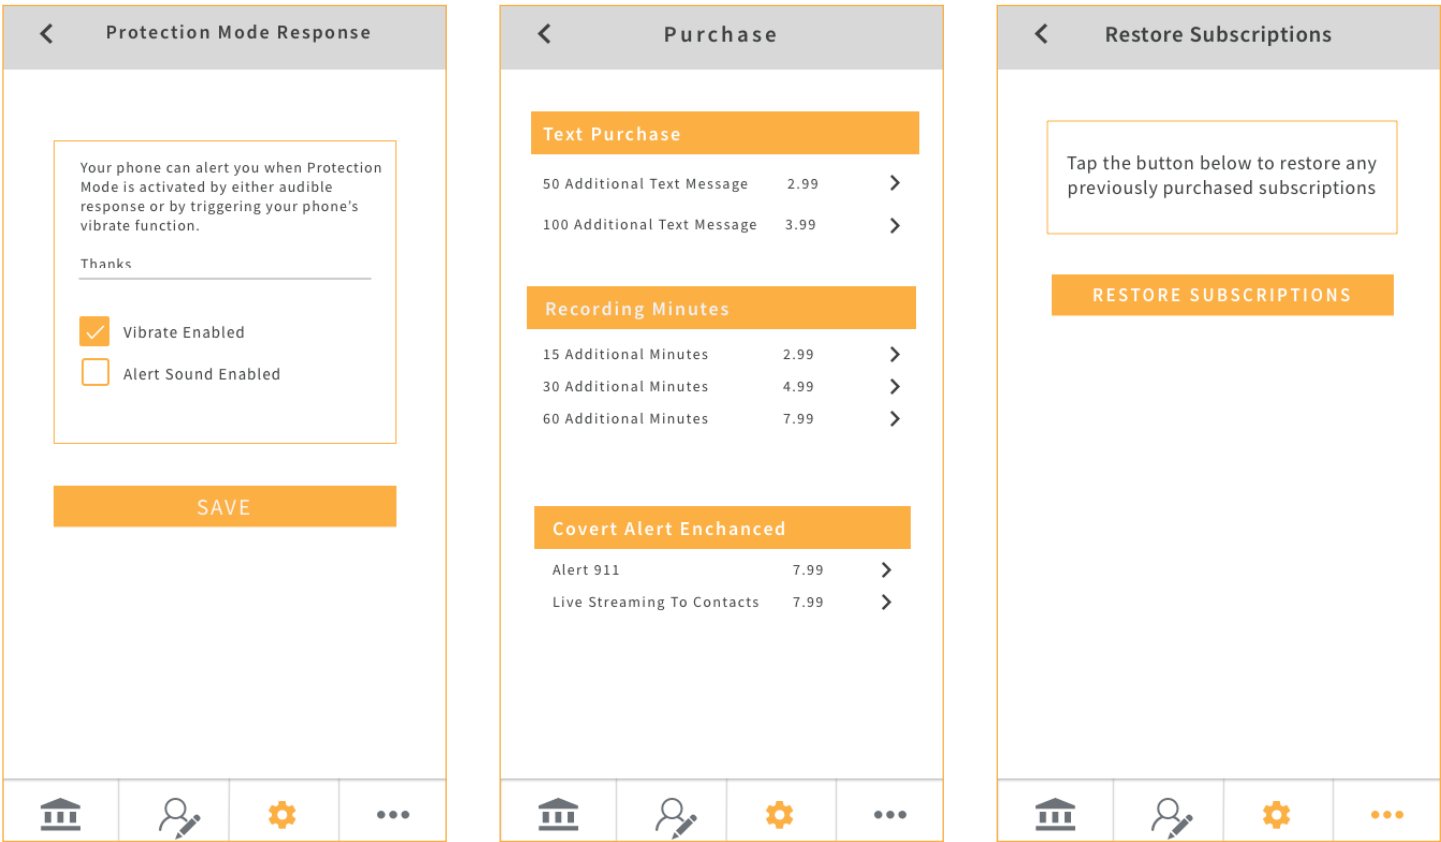 Protection Mode Response
Your phone can alert you when Protection
Mode is activated by either audible
response or by triggering your phone's
vibrate function.
Thanks
Vibrate Enabled
Alert Sound Enabled
SAVE
Purchase
Text Purchase
50 Additional Text Message 2.99
100 Additional Text Message 3.99
Recording Minutes
15 Additional Minutes 2.99
30 Additional Minutes 4.99
60 Additional Minutes 7.99
Covert Alert Enchanced
Alert 911 7.99
Live Streaming To Contacts 7.99
Restore Subscriptions
Tap the button below to restore any
previously purchased subscriptions
RESTORE SUBSCRIPTIONS